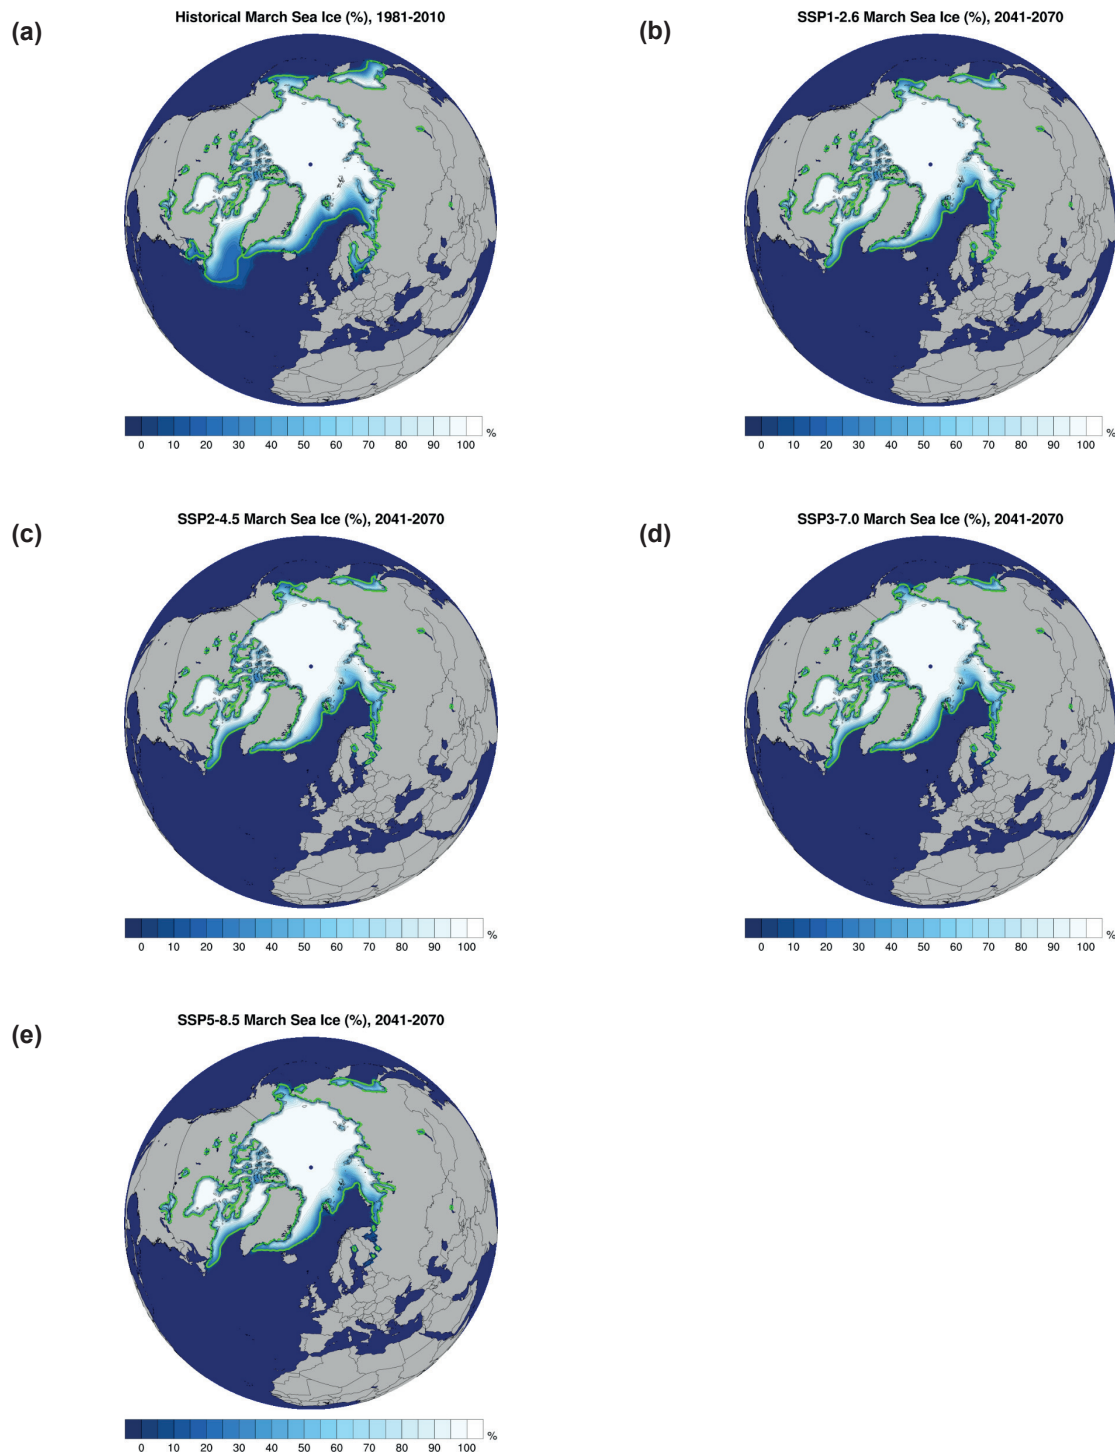 (a)
Historical March Sea Ice (%), 1981-2010
0 10 20 30 40 50 60 70 80 90 100 %
(b)
SSP1-2.6 March Sea Ice (%), 2041-2070
0 10 20 30 40 50 60 70 80 90 100 %
(c)
SSP2-4.5 March Sea Ice (%), 2041-2070
0 10 20 30 40 50 60 70 80 90 100 %
(d)
SSP3-7.0 March Sea Ice (%), 2041-2070
0 10 20 30 40 50 60 70 80 90 100 %
(e)
SSP5-8.5 March Sea Ice (%), 2041-2070
0 10 20 30 40 50 60 70 80 90 100 %